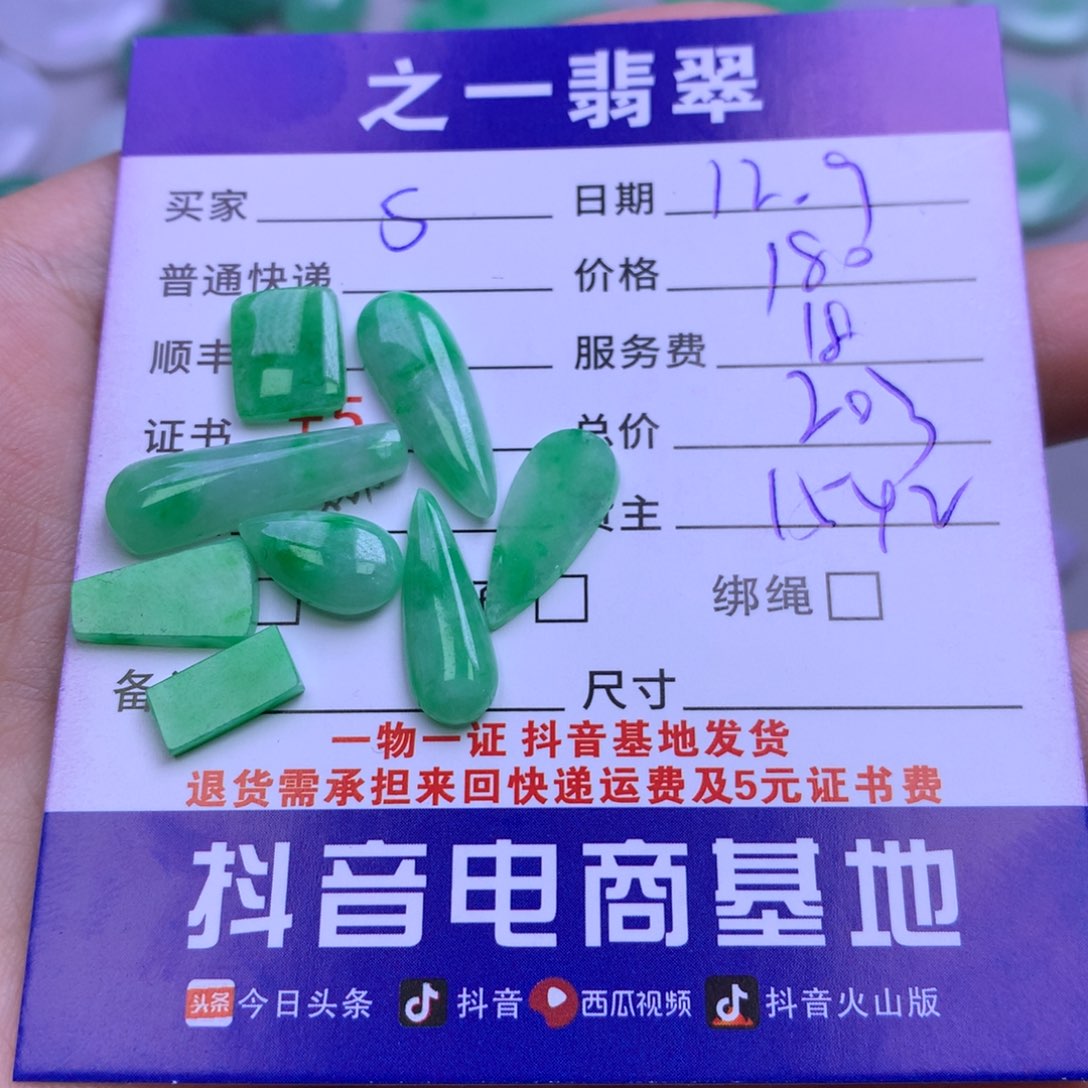 之一翡翠
买家 S 日期 12.9
普通快递 价格 180
顺丰 服务费 18
证书 +5 总价 203
主 1542
绑绳
备 尺寸
一物一证 抖音基地发货
退货需承担来回快递运费及5元证书费
抖音电商基地
头条 今日头条 抖音 西瓜视频 抖音火山版